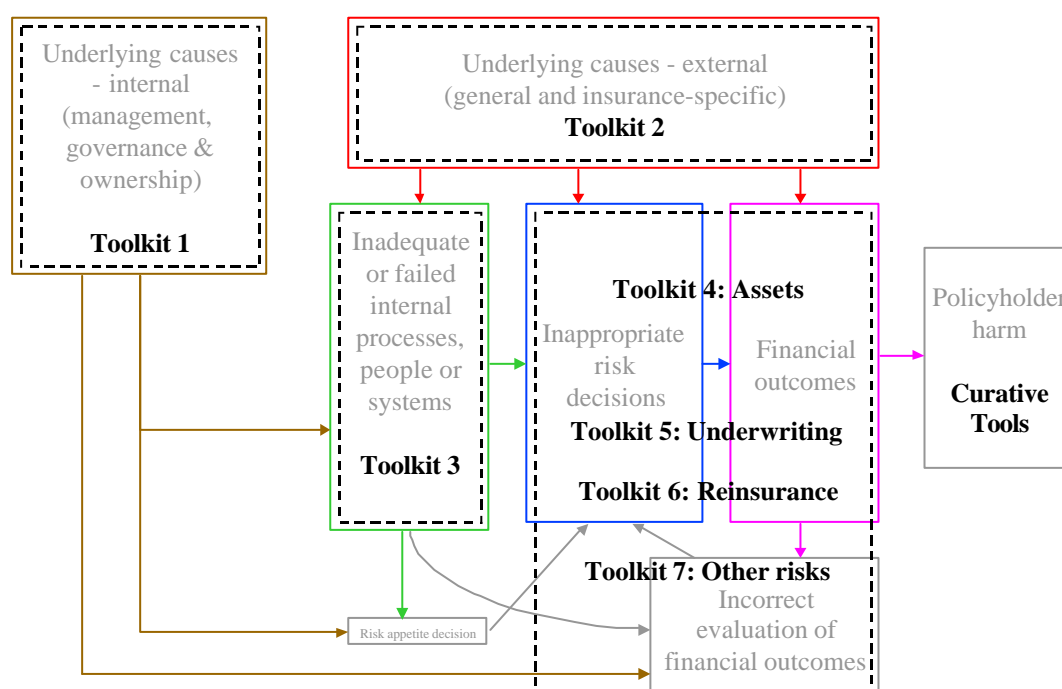 Underlying causes
- internal
(management,
governance &
ownership)
Toolkit 1
Underlying causes - external
(general and insurance-specific)
Toolkit 2
Inadequate
or failed
internal
processes,
people or
systems
Toolkit 3
Toolkit 4: Assets
Inappropriate
risk
decisions
Financial
outcomes
Toolkit 5: Underwriting
Toolkit 6: Reinsurance
Toolkit 7: Other risks
Policyholder
harm
Curative
Tools
Risk appetite decision
Incorrect
evaluation of
financial outcomes